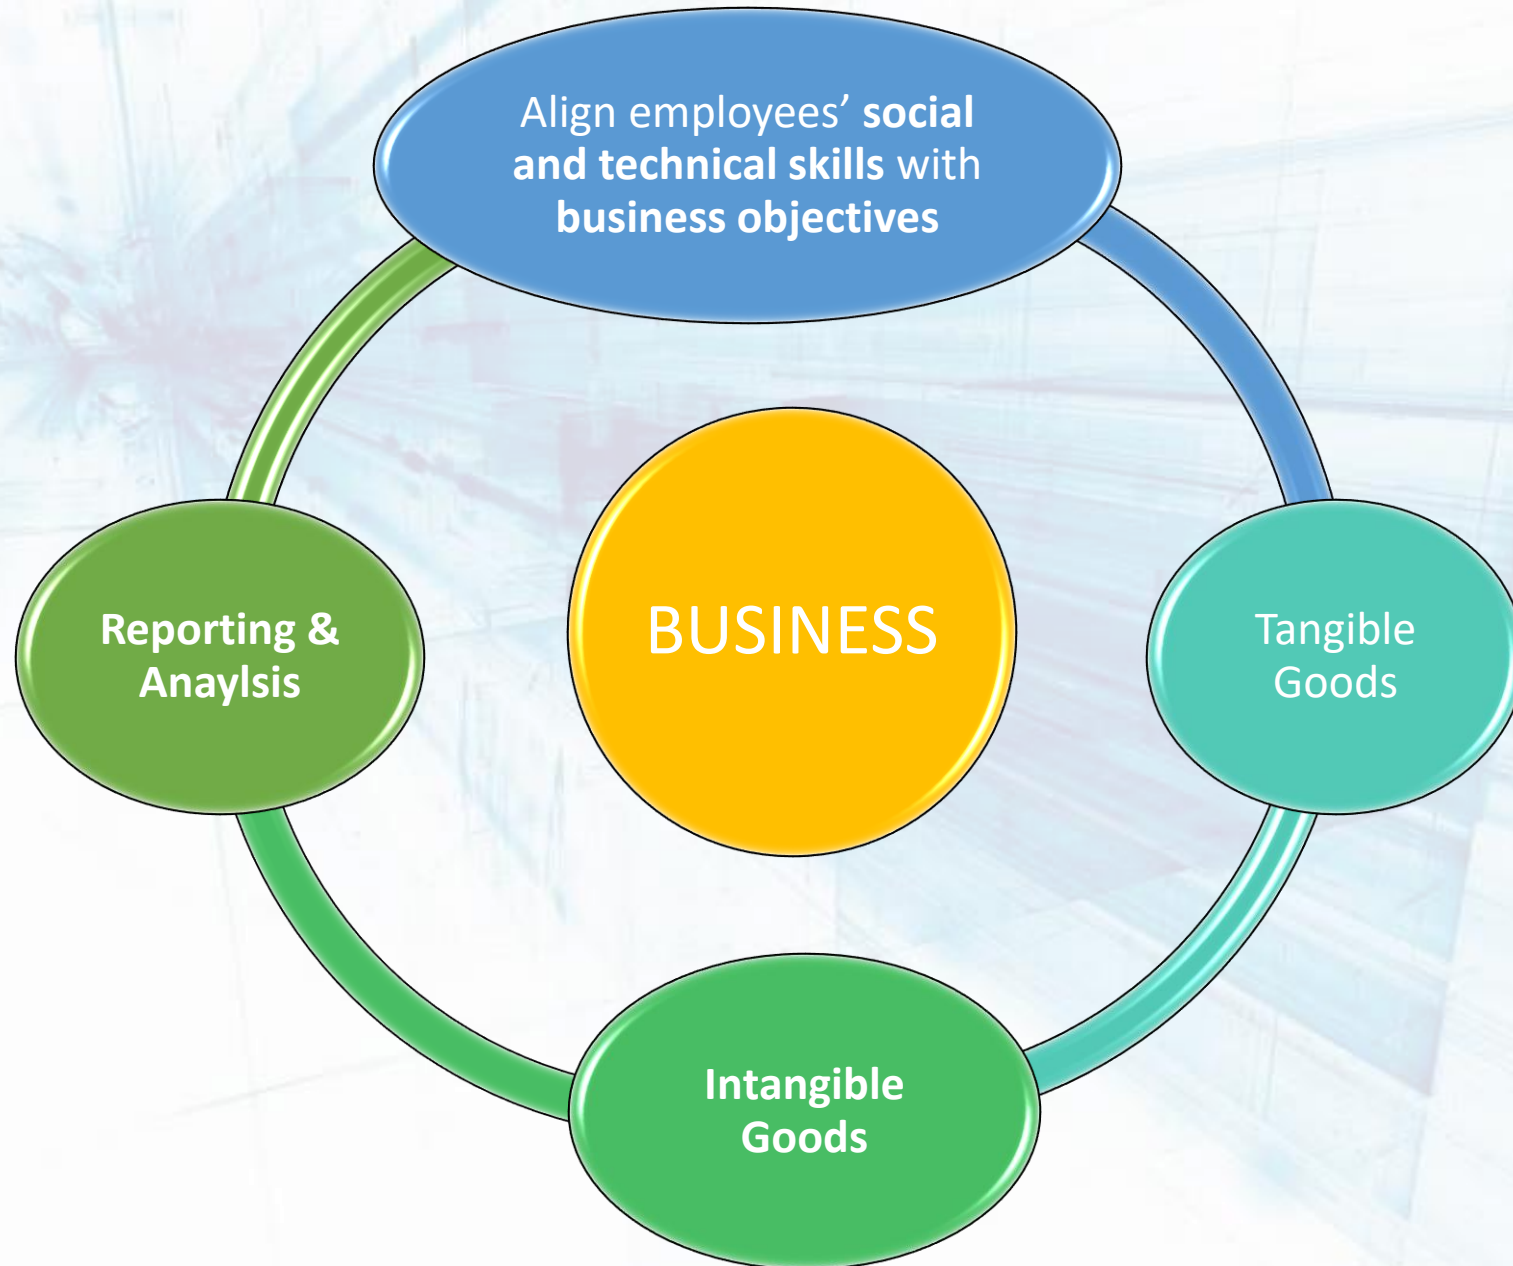 Align employees’ social
and technical skills with
business objectives
Reporting &
Anaylsis
BUSINESS
Tangible
Goods
Intangible
Goods